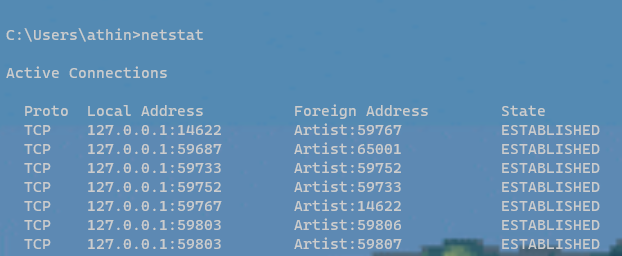 C:\Users\athin>netstat
Active Connections
Proto  Local Address          Foreign Address        State
TCP    127.0.0.1:14622        Artist:59767           ESTABLISHED
TCP    127.0.0.1:59687        Artist:65001           ESTABLISHED
TCP    127.0.0.1:59733        Artist:59752           ESTABLISHED
TCP    127.0.0.1:59752        Artist:59733           ESTABLISHED
TCP    127.0.0.1:59767        Artist:14622           ESTABLISHED
TCP    127.0.0.1:59803        Artist:59806           ESTABLISHED
TCP    127.0.0.1:59803        Artist:59807           ESTABLISHED